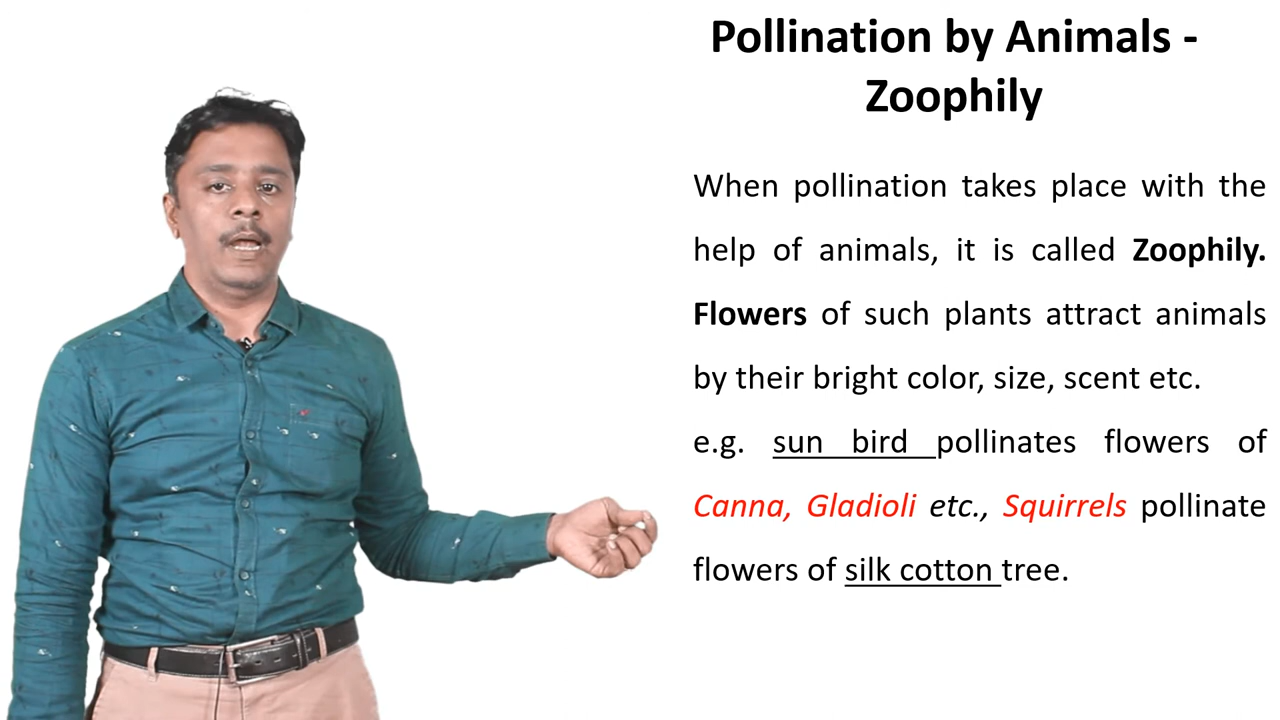 Pollination by Animals -
Zoophily
When pollination takes place with the
help of animals, it is called Zoophily.
Flowers of such plants attract animals
by their bright color, size, scent etc.
e.g. sun bird pollinates flowers of
Canna, Gladioli etc., Squirrels pollinate
flowers of silk cotton tree.